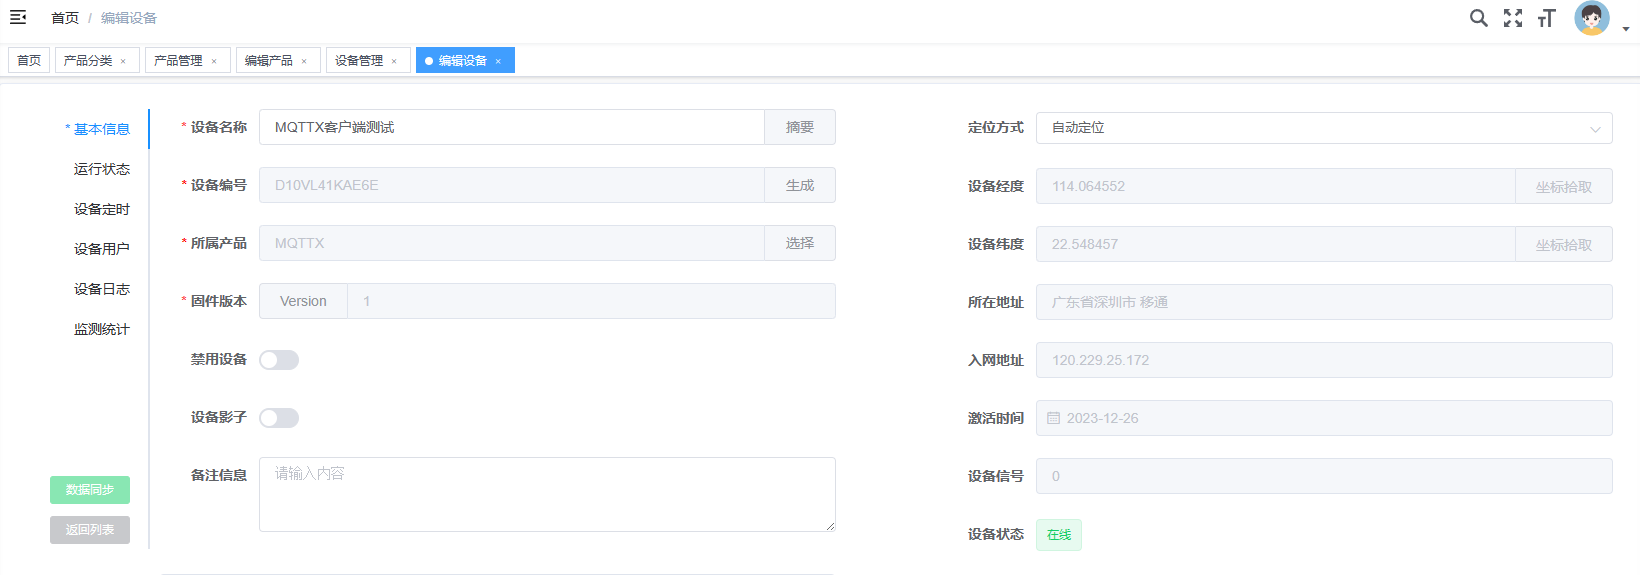 首页 / 编辑设备
首页 产品分类 × 产品管理 × 编辑产品 × 设备管理 × 编辑设备 ×
* 基本信息
运行状态
设备定时
设备用户
设备日志
监测统计
数据同步
返回列表
* 设备名称 MQTTX客户端测试 摘要
* 设备编号 D10VL41KAE6E 生成
* 所属产品 MQTTX 选择
* 固件版本 Version 1
禁用设备
设备影子
备注信息 请输入内容
定位方式 自动定位
设备经度 114.064552 坐标拾取
设备纬度 22.548457 坐标拾取
所在地址 广东省深圳市 移通
入网地址 120.229.25.172
激活时间 2023-12-26
设备信号 0
设备状态 在线